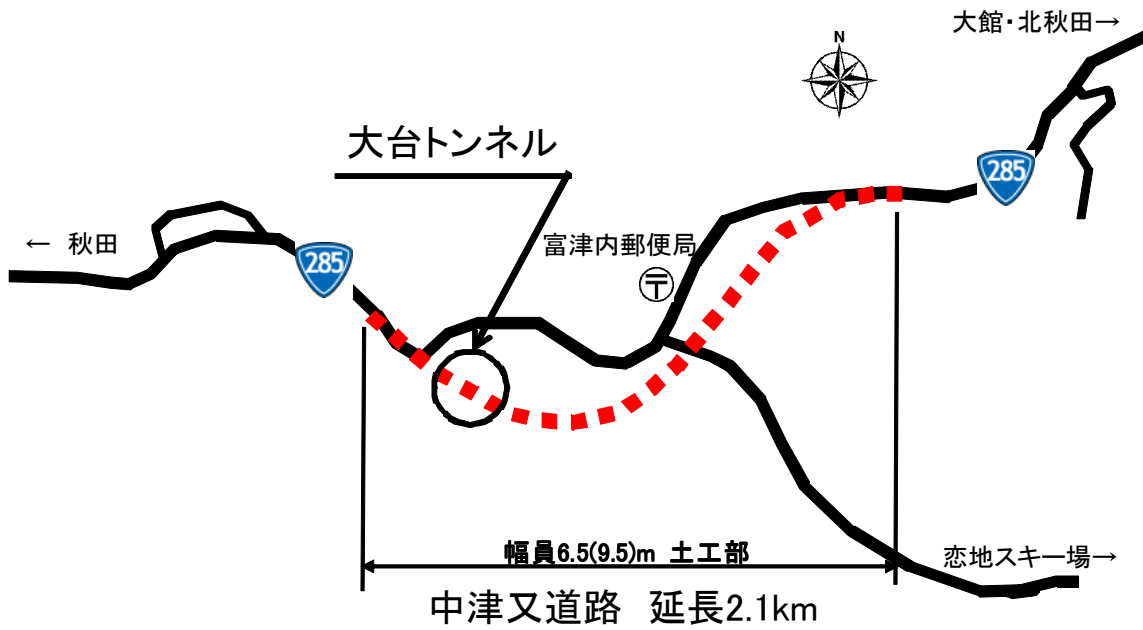 大館・北秋田→
N
大台トンネル
285
← 秋田
富津内郵便局
285
〒
幅員6.5(9.5)m 土工部
恋地スキー場→
中津又道路 延長2.1km